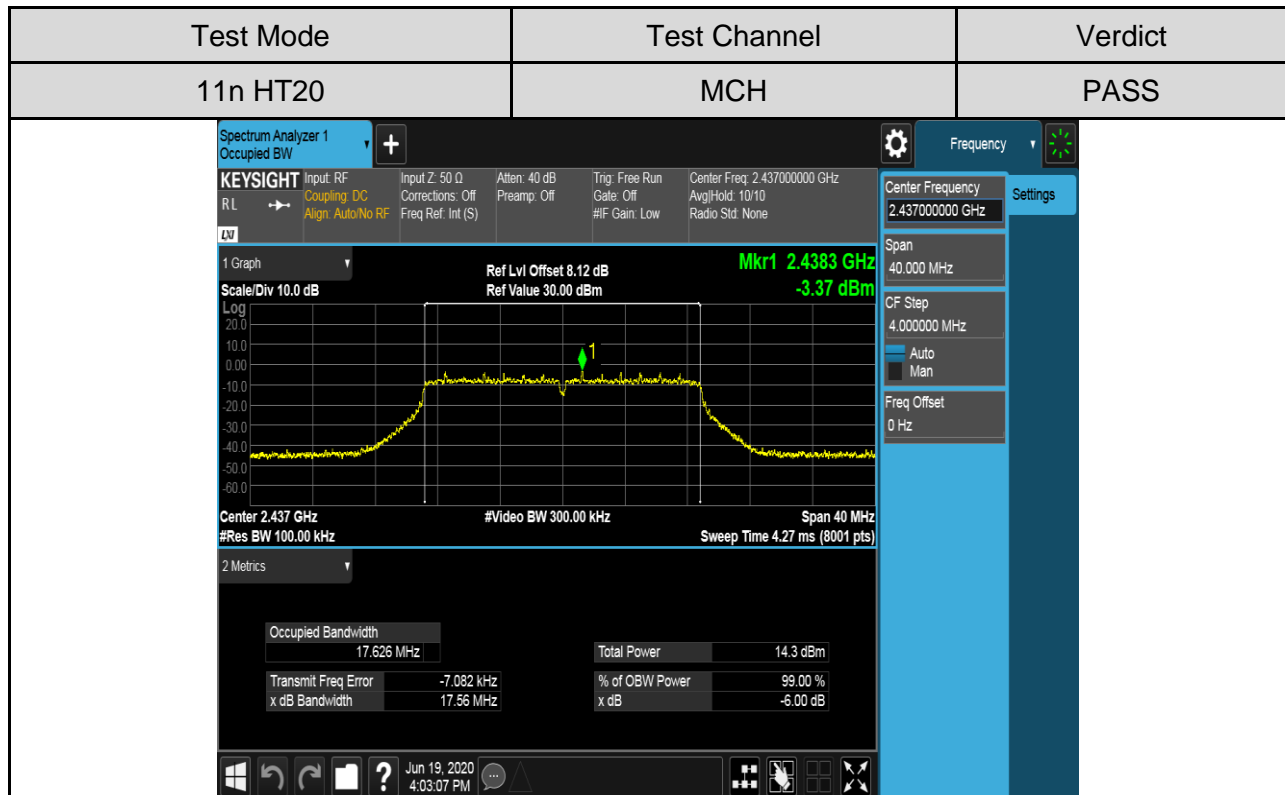 Test Mode Test Channel Verdict
11n HT20 MCH PASS
Spectrum Analyzer 1
Occupied BW
+
Frequency
KEYSIGHT
RL
LXI
Input: RF
Coupling: DC
Align: Auto/No RF
Input Z: 50 Ω
Corrections: Off
Freq Ref: Int (S)
Atten: 40 dB
Preamp: Off
Trig: Free Run
Gate: Off
#IF Gain: Low
Center Freq: 2.437000000 GHz
Avg|Hold: 10/10
Radio Std: None
Center Frequency
2.437000000 GHz
Settings
Span
40.000 MHz
CF Step
4.000000 MHz
Auto
Man
Freq Offset
0 Hz
1 Graph
Scale/Div 10.0 dB
Ref Lvl Offset 8.12 dB
Ref Value 30.00 dBm
Mkr1 2.4383 GHz
-3.37 dBm
Log
20.0
10.0
0.00
-10.0
-20.0
-30.0
-40.0
-50.0
-60.0
1
Center 2.437 GHz #Video BW 300.00 kHz Span 40 MHz
#Res BW 100.00 kHz Sweep Time 4.27 ms (8001 pts)
2 Metrics
Occupied Bandwidth
17.626 MHz
Total Power 14.3 dBm
Transmit Freq Error -7.082 kHz % of OBW Power 99.00 %
x dB Bandwidth 17.56 MHz x dB -6.00 dB
?
Jun 19, 2020
4:03:07 PM